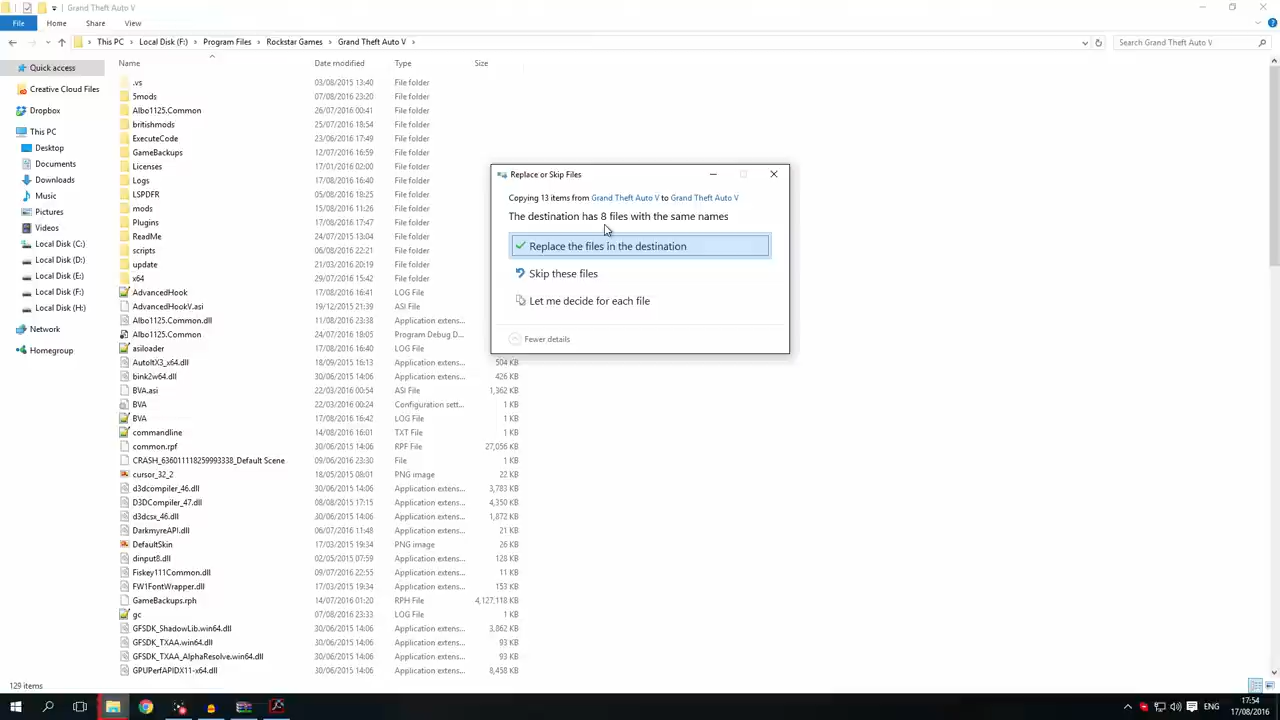 Grand Theft Auto V
File Home Share View
This PC Local Disk (F:) Program Files Rockstar Games Grand Theft Auto V
Search Grand Theft Auto V
Name Date modified Type Size
Quick access
Creative Cloud Files
Dropbox
This PC
Desktop
Documents
Downloads
Music
Pictures
Videos
Local Disk (C:)
Local Disk (D:)
Local Disk (E:)
Local Disk (F:)
Local Disk (H:)
Network
Homegroup
.vs 03/08/2015 13:40 File folder
5mods 07/08/2016 23:20 File folder
Albo1125.Common 26/07/2016 00:41 File folder
britishmods 25/07/2016 18:54 File folder
ExecuteCode 23/06/2016 17:49 File folder
GameBackups 12/07/2016 16:59 File folder
Licenses 17/01/2016 02:00 File folder
Logs 17/08/2016 16:41 File folder
LSPDFR 05/08/2016 18:25 File folder
mods 15/08/2016 11:32 File folder
Plugins 17/08/2016 17:47 File folder
ReadMe 24/07/2015 13:04 File folder
scripts 06/08/2016 22:21 File folder
update 21/03/2016 20:19 File folder
x64 29/07/2016 15:42 File folder
AdvancedHook 17/08/2016 16:41 LOG File
AdvancedHookV.asi 19/12/2015 21:39 ASI File
Albo1125.Common.dll 11/08/2016 23:38 Application extens...
Albo1125.Common 24/07/2016 18:05 Program Debug D...
asiloader 17/08/2016 16:40 LOG File
AutoItX3_x64.dll 18/09/2015 16:13 Application extens... 504 KB
bink2w64.dll 30/06/2015 14:06 Application extens... 426 KB
BVA.asi 22/03/2016 00:54 ASI File 1,362 KB
BVA 22/03/2016 00:24 Configuration sett... 1 KB
BVA 17/08/2016 16:42 LOG File 1 KB
commandline 14/08/2016 16:01 TXT File 1 KB
common.rpf 30/06/2015 14:06 RPF File 27,056 KB
CRASH_636011118259993338_Default Scene 09/06/2016 23:30 File 1 KB
cursor_32_2 18/05/2015 08:01 PNG image 22 KB
d3dcompiler_46.dll 30/06/2015 14:06 Application extens... 3,783 KB
D3DCompiler_47.dll 08/08/2016 17:15 Application extens... 4,350 KB
d3dcsx_46.dll 30/06/2015 14:06 Application extens... 1,872 KB
DarkmyreAPI.dll 06/07/2016 11:48 Application extens... 21 KB
DefaultSkin 17/03/2015 19:34 PNG image 26 KB
dinput8.dll 02/05/2015 07:59 Application extens... 128 KB
Fiskey111Common.dll 09/07/2016 22:55 Application extens... 11 KB
FW1FontWrapper.dll 17/03/2015 19:34 Application extens... 153 KB
GameBackups.rph 14/07/2016 01:20 RPH File 4,127,118 KB
gc 07/08/2016 23:33 LOG File 1 KB
GFSDK_ShadowLib.win64.dll 30/06/2015 14:06 Application extens... 3,862 KB
GFSDK_TXAA.win64.dll 30/06/2015 14:06 Application extens... 93 KB
GFSDK_TXAA_AlphaResolve.win64.dll 30/06/2015 14:06 Application extens... 93 KB
GPUPerfAPIDX11-x64.dll 30/06/2015 14:06 Application extens... 8,458 KB
Replace or Skip Files
Copying 13 items from Grand Theft Auto V to Grand Theft Auto V
The destination has 8 files with the same names
Replace the files in the destination
Skip these files
Let me decide for each file
Fewer details
129 items
ENG
17:54
17/08/2016